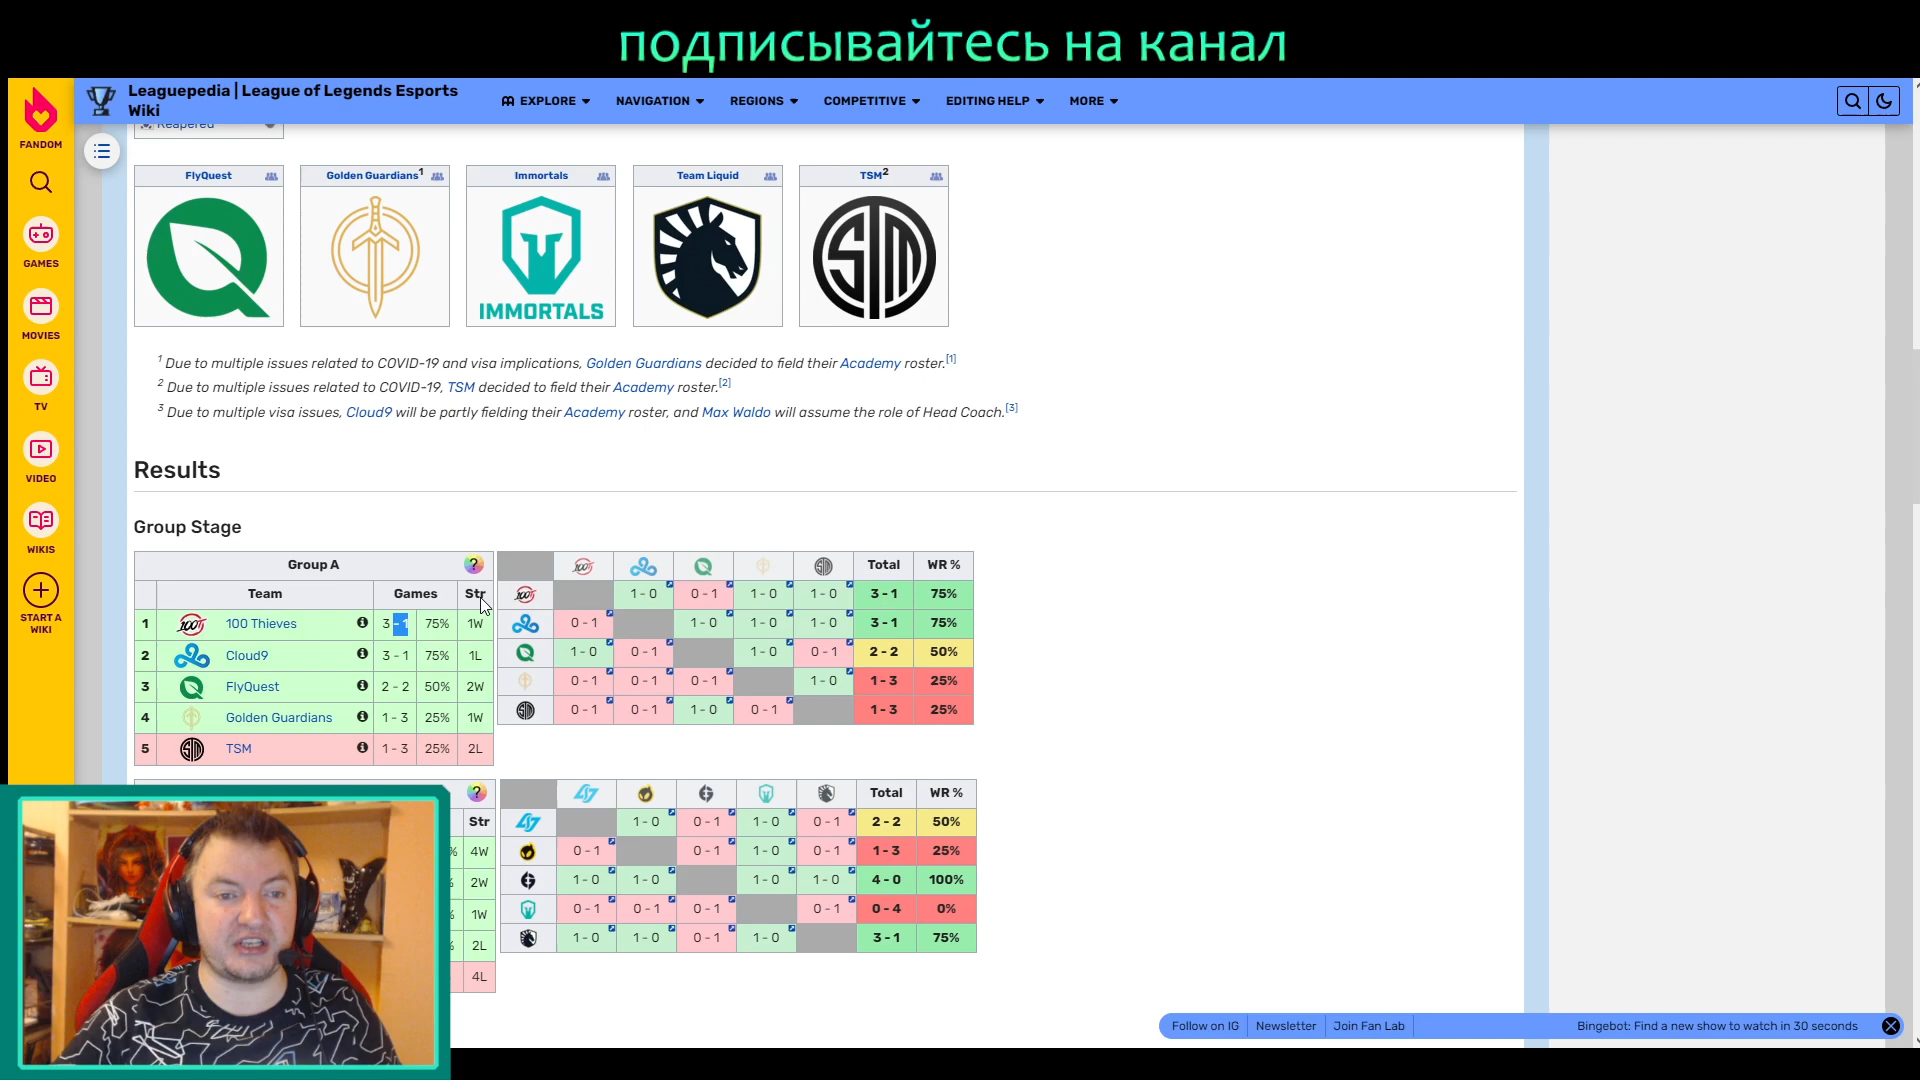 подписывайтесь на канал
Leaguepedia | League of Legends Esports
Wiki
EXPLORE NAVIGATION REGIONS COMPETITIVE EDITING HELP MORE
FANDOM
GAMES
MOVIES
TV
VIDEO
WIKIS
START A
WIKI
Reapered
FlyQuest Golden Guardians1 Immortals Team Liquid TSM2
IMMORTALS
1 Due to multiple issues related to COVID-19 and visa implications, Golden Guardians decided to field their Academy roster.[1]
2 Due to multiple issues related to COVID-19, TSM decided to field their Academy roster.[2]
3 Due to multiple visa issues, Cloud9 will be partly fielding their Academy roster, and Max Waldo will assume the role of Head Coach.[3]
Results
Group Stage
Group A ?
Team Games Str
1 100 Thieves 3 - 1 75% 1W
2 Cloud9 3 - 1 75% 1L
3 FlyQuest 2 - 2 50% 2W
4 Golden Guardians 1 - 3 25% 1W
5 TSM 1 - 3 25% 2L
Total WR %
1 - 0 0 - 1 1 - 0 1 - 0 3 - 1 75%
0 - 1 1 - 0 1 - 0 1 - 0 3 - 1 75%
1 - 0 0 - 1 1 - 0 0 - 1 2 - 2 50%
0 - 1 0 - 1 0 - 1 1 - 0 1 - 3 25%
0 - 1 0 - 1 1 - 0 0 - 1 1 - 3 25%
?
Str
% 4W
% 2W
% 1W
% 2L
4L
Total WR %
1 - 0 0 - 1 1 - 0 0 - 1 2 - 2 50%
0 - 1 0 - 1 1 - 0 0 - 1 1 - 3 25%
1 - 0 1 - 0 1 - 0 1 - 0 4 - 0 100%
0 - 1 0 - 1 0 - 1 0 - 1 0 - 4 0%
1 - 0 1 - 0 0 - 1 1 - 0 3 - 1 75%
Follow on IG Newsletter Join Fan Lab Bingebot: Find a new show to watch in 30 seconds